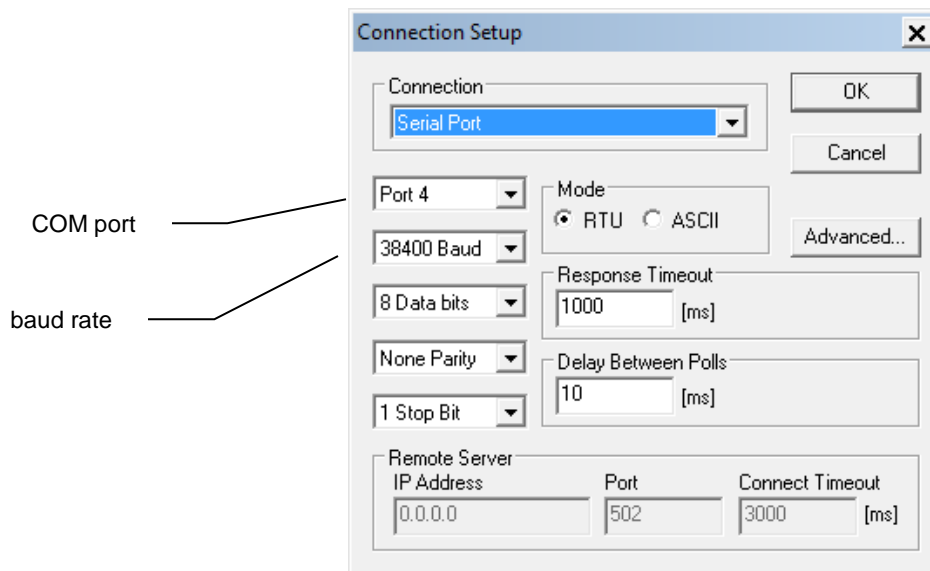 Connection Setup
Connection
OK
Serial Port
Cancel
COM port
Port 4
Mode
RTU ASCII
Advanced...
baud rate
38400 Baud
Response Timeout
8 Data bits
1000 [ms]
None Parity
Delay Between Polls
10 [ms]
1 Stop Bit
Remote Server
IP Address Port Connect Timeout
0.0.0.0 502 3000 [ms]